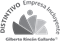 DISTINTIVO Empresa Incluyente
Gilberto Rincón Gallardo